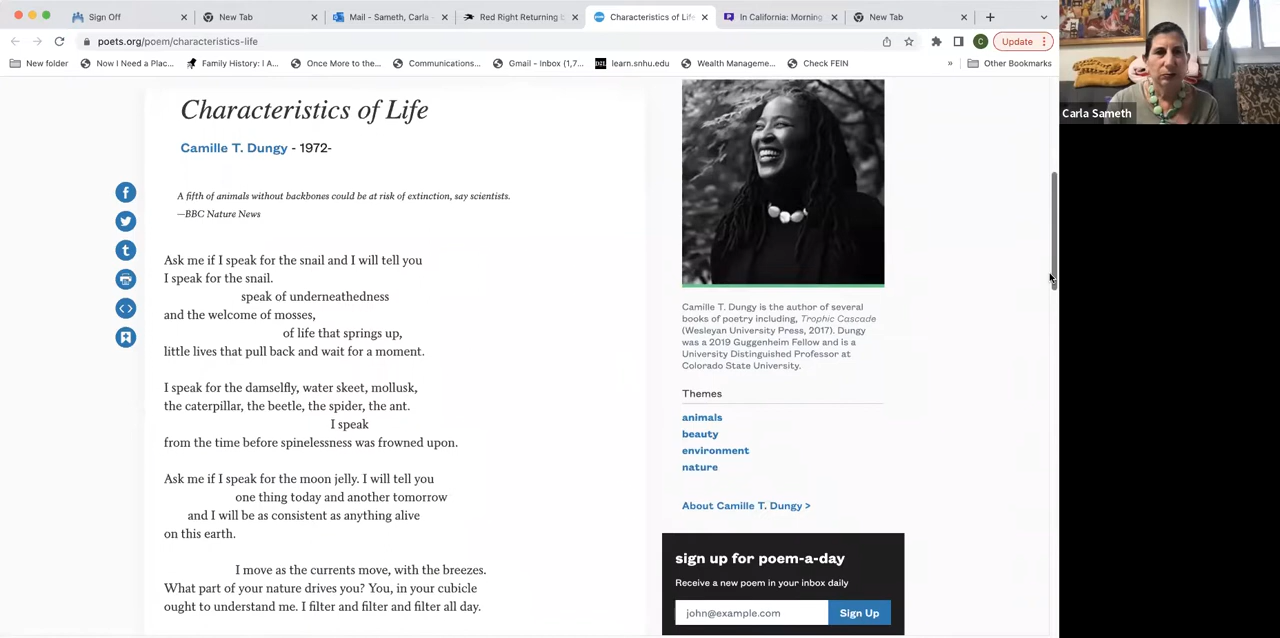 Sign Off
New Tab
Mail - Sameth, Carla -
Red Right Returning
Characteristics of Life
In California: Morning
New Tab
poets.org/poem/characteristics-life
C
Update
New folder
Now I Need a Plac...
Family History: I A...
Once More to the...
Communications...
Gmail - Inbox (1,7...
learn.snhu.edu
Wealth Manageme...
Check FEIN
»
Other Bookmarks
Carla Sameth
Characteristics of Life
Camille T. Dungy - 1972-
A fifth of animals without backbones could be at risk of extinction, say scientists.
—BBC Nature News
Ask me if I speak for the snail and I will tell you
I speak for the snail.
speak of underneathedness
and the welcome of mosses,
of life that springs up,
little lives that pull back and wait for a moment.
I speak for the damselfly, water skeet, mollusk,
the caterpillar, the beetle, the spider, the ant.
I speak
from the time before spinelessness was frowned upon.
Ask me if I speak for the moon jelly. I will tell you
one thing today and another tomorrow
and I will be as consistent as anything alive
on this earth.
I move as the currents move, with the breezes.
What part of your nature drives you? You, in your cubicle
ought to understand me. I filter and filter and filter all day.
Camille T. Dungy is the author of several
books of poetry including, Trophic Cascade
(Wesleyan University Press, 2017). Dungy
was a 2019 Guggenheim Fellow and is a
University Distinguished Professor at
Colorado State University.
Themes
animals
beauty
environment
nature
About Camille T. Dungy >
sign up for poem-a-day
Receive a new poem in your inbox daily
john@example.com
Sign Up